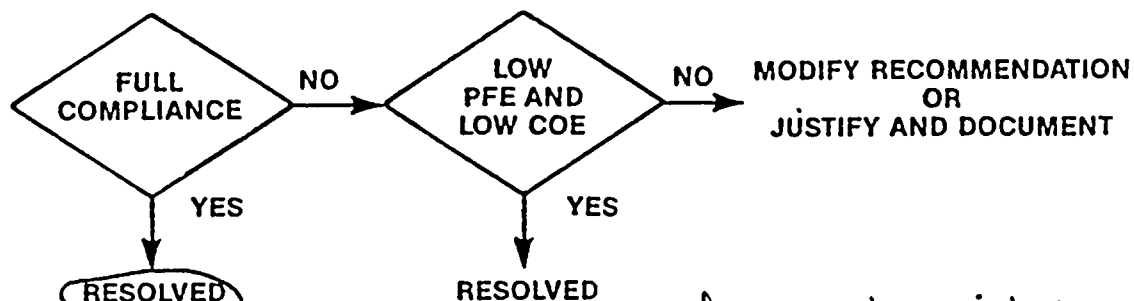 FULL
COMPLIANCE
NO
LOW
PFE AND
LOW COE
NO
MODIFY RECOMMENDATION
OR
JUSTIFY AND DOCUMENT
YES
YES
RESOLVED
RESOLVED